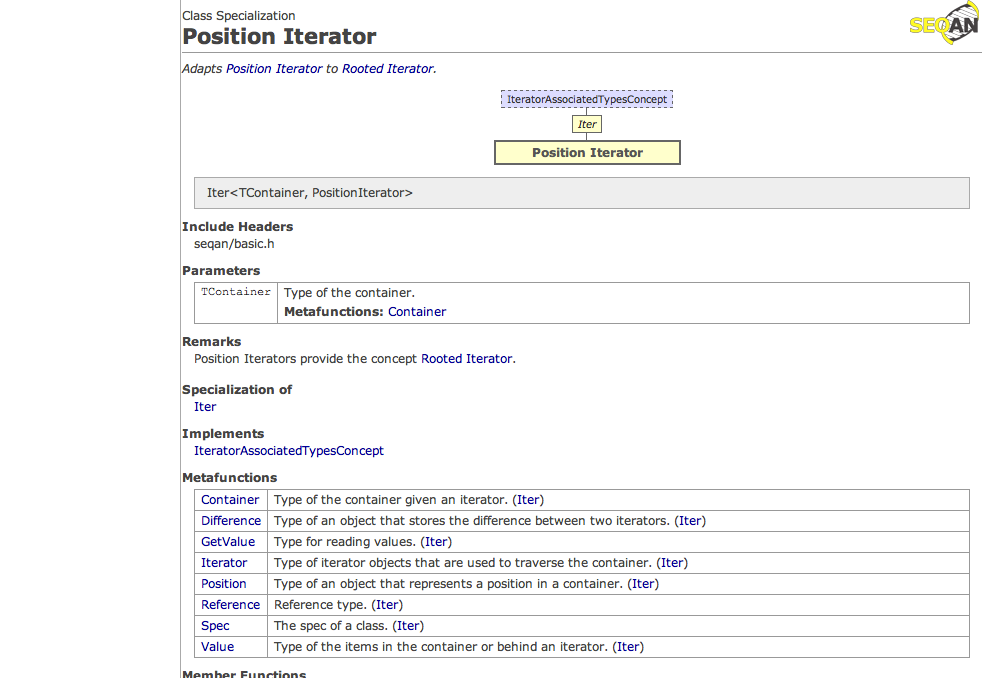 Class Specialization
Position Iterator
SEQAN
Adapts Position Iterator to Rooted Iterator.
IteratorAssociatedTypesConcept
Iter
Position Iterator
Iter<TContainer, PositionIterator>
Include Headers
seqan/basic.h
Parameters
TContainer Type of the container.
Metafunctions: Container
Remarks
Position Iterators provide the concept Rooted Iterator.
Specialization of
Iter
Implements
IteratorAssociatedTypesConcept
Metafunctions
Container Type of the container given an iterator. (Iter)
Difference Type of an object that stores the difference between two iterators. (Iter)
GetValue Type for reading values. (Iter)
Iterator Type of iterator objects that are used to traverse the container. (Iter)
Position Type of an object that represents a position in a container. (Iter)
Reference Reference type. (Iter)
Spec The spec of a class. (Iter)
Value Type of the items in the container or behind an iterator. (Iter)
Member Functions